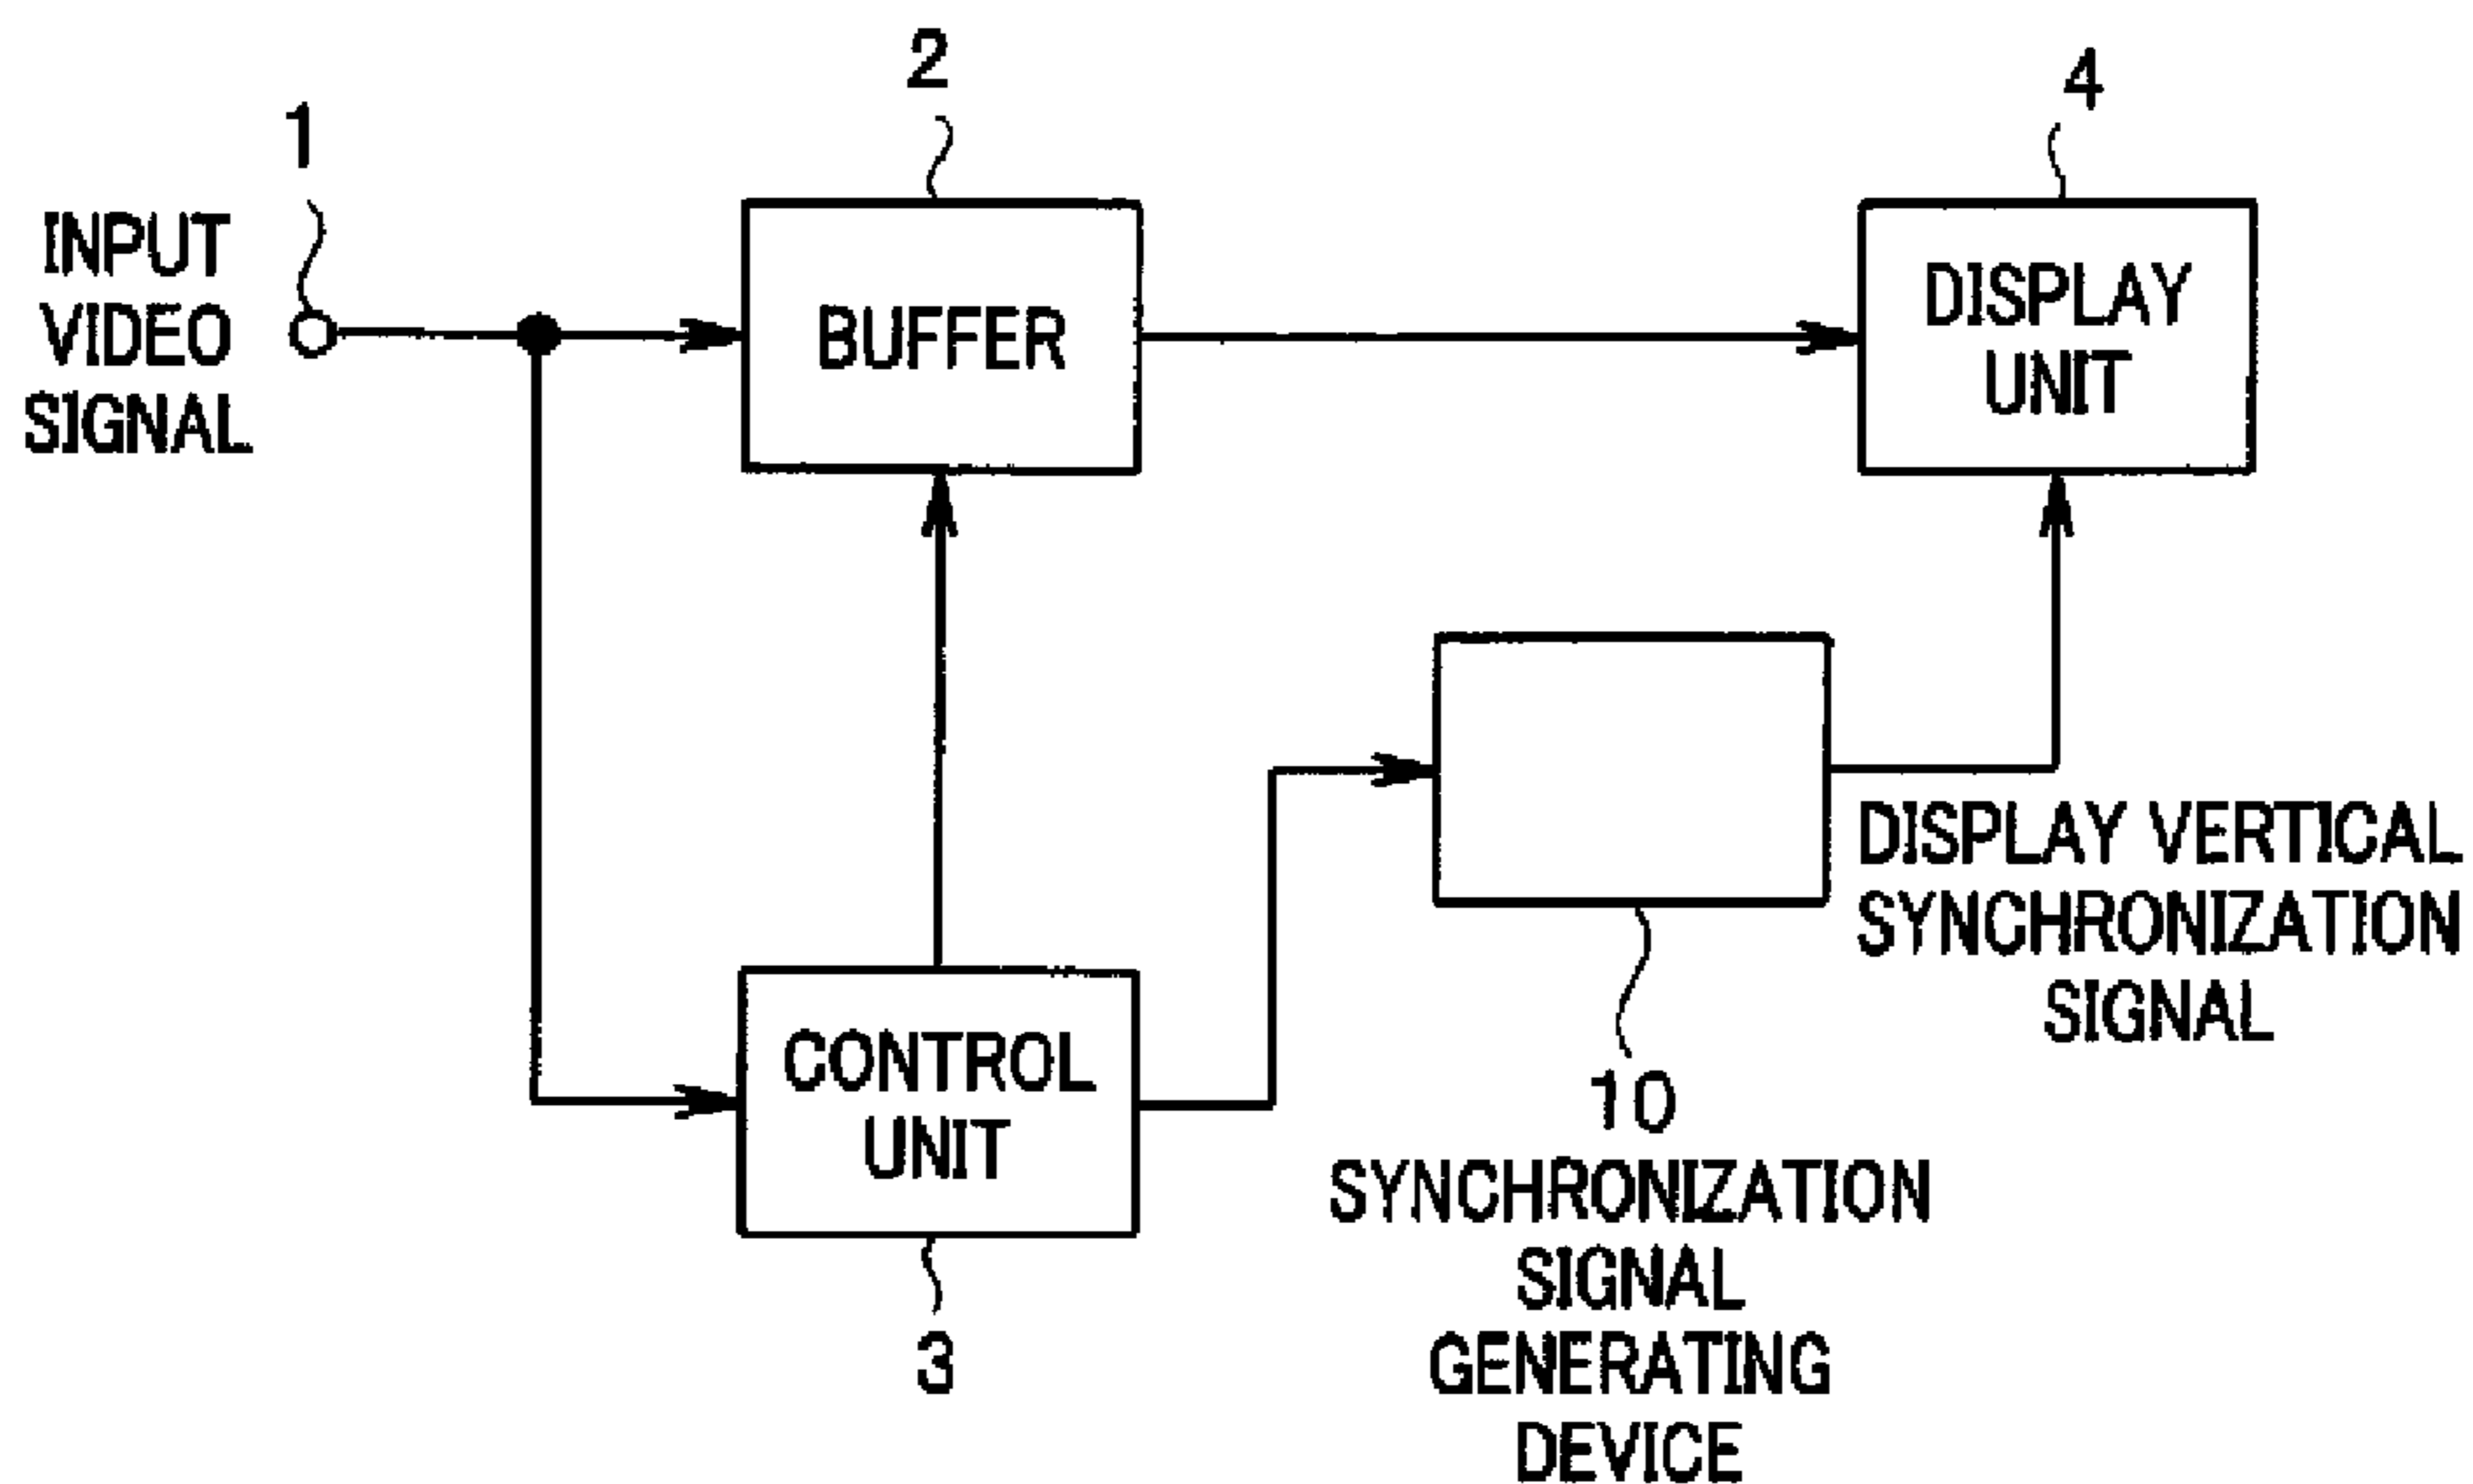 1
INPUT
VIDEO
SIGNAL
2
BUFFER
4
DISPLAY
UNIT
CONTROL
UNIT
3
10
SYNCHRONIZATION
SIGNAL
GENERATING
DEVICE
DISPLAY VERTICAL
SYNCHRONIZATION
SIGNAL